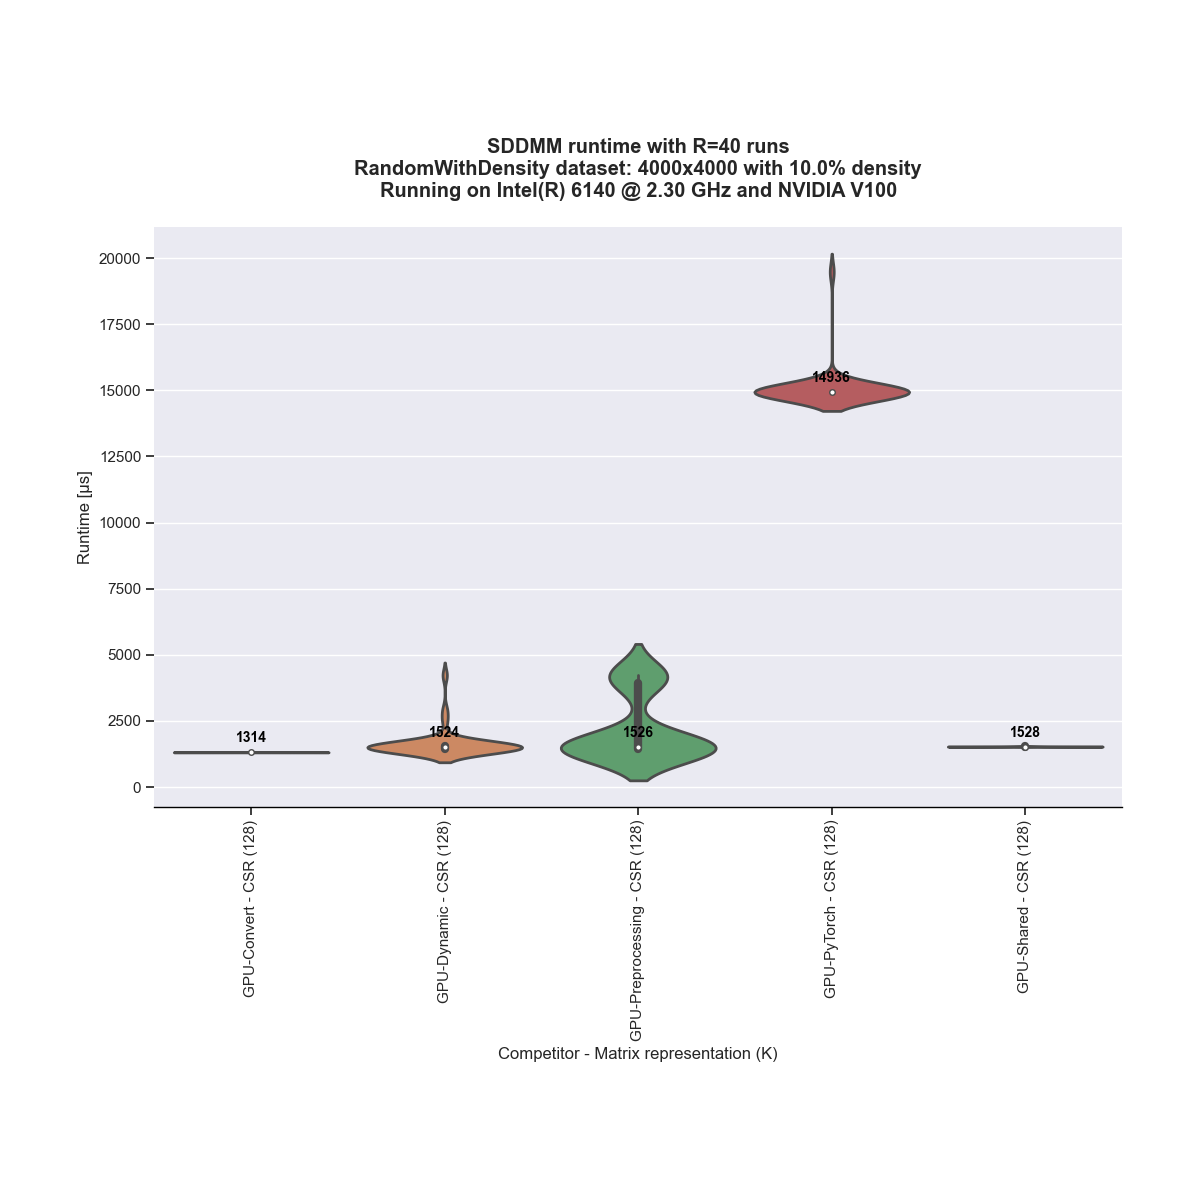 SDDMM runtime with R=40 runs
RandomWithDensity dataset: 4000x4000 with 10.0% density
Running on Intel(R) 6140 @ 2.30 GHz and NVIDIA V100
20000
17500
15000
12500
10000
7500
5000
2500
0
Runtime [µs]
1314
1524
1526
14936
1528
GPU-Convert - CSR (128)
GPU-Dynamic - CSR (128)
GPU-Preprocessing - CSR (128)
GPU-PyTorch - CSR (128)
GPU-Shared - CSR (128)
Competitor - Matrix representation (K)